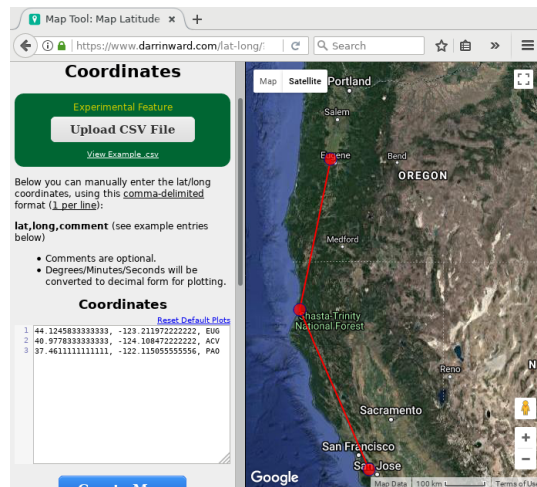 Map Tool: Map Latitude
https://www.darrinward.com/lat-long/
Search
Coordinates
Experimental Feature
Upload CSV File
View Example .csv
Below you can manually enter the lat/long
coordinates, using this comma-delimited
format (1 per line):
lat,long,comment (see example entries
below)
Comments are optional.
Degrees/Minutes/Seconds will be
converted to decimal form for plotting.
Coordinates
Reset Default Plots
1 44.1245833333333, -123.211972222222, EUG
2 40.9778333333333, -124.108472222222, ACV
3 37.4611111111111, -122.115055555556, PAO
Map Satellite
Portland
Salem
Eugene
Bend
OREGON
Medford
Shasta-Trinity
National Forest
Reno
N
Sacramento
San Francisco
San Jose
Google
Map Data 100 km Terms of Use